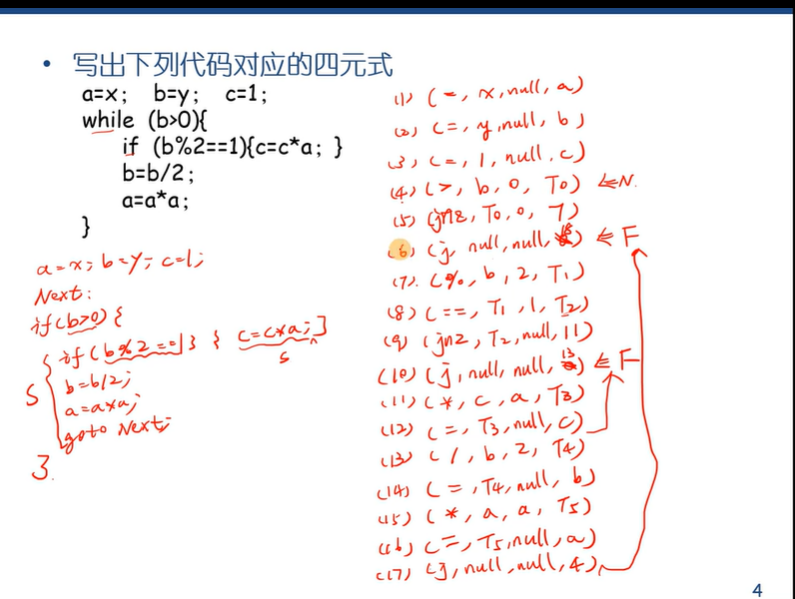 • 写出下列代码对应的四元式
a=x; b=y; c=1;
while (b>0){
if (b%2==1){c=c*a; }
b=b/2;
a=a*a;
}
a=x; b=y; c=1;
Next:
if(b>0){
if(b%2==1) { c=c*a; }
S
b=b/2;
S
a=a*a;
goto Next;
}.
(1) (=, x, null, a)
(2) (=, y, null, b)
(3) (=, 1, null, c)
(4) (>, b, 0, T0) ⇐N.
(5) (jnz, T0, 0, 7)
(6) (j, null, null, 18) ⇐ F
(7). (%, b, 2, T1)
(8) (==, T1, 1, T2)
(9) (jnz, T2, null, 11)
(10) (j, null, null, 13) ⇐ F
(11) (*, c, a, T3)
(12) (=, T3, null, c)
(13) (/, b, 2, T4)
(14) (=, T4, null, b)
(15) (*, a, a, T5)
(16) (=, T5, null, a)
(17) (j, null, null, 4)
4